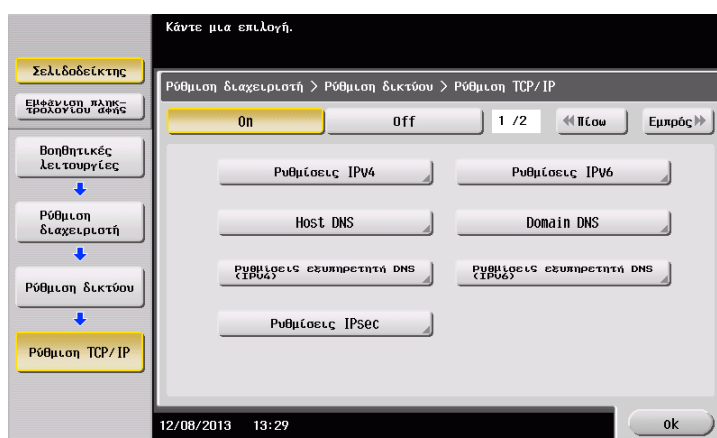 Κάντε μια επιλογή.
Σελιδοδείκτης
Εμφάνιση πληκ-
τρολογίου αφής
Βοηθητικές
λειτουργίες
Ρύθμιση
διαχειριστή
Ρύθμιση δικτύου
Ρύθμιση TCP/IP
Ρύθμιση διαχειριστή > Ρύθμιση δικτύου > Ρύθμιση TCP/IP
On Off 1 /2 Πίσω Εμπρός
Ρυθμίσεις IPv4 Ρυθμίσεις IPv6
Host DNS Domain DNS
Ρυθμίσεις εξυπηρετητή DNS
(IPv4)
Ρυθμίσεις εξυπηρετητή DNS
(IPv6)
Ρυθμίσεις IPsec
12/08/2013 13:29
ok